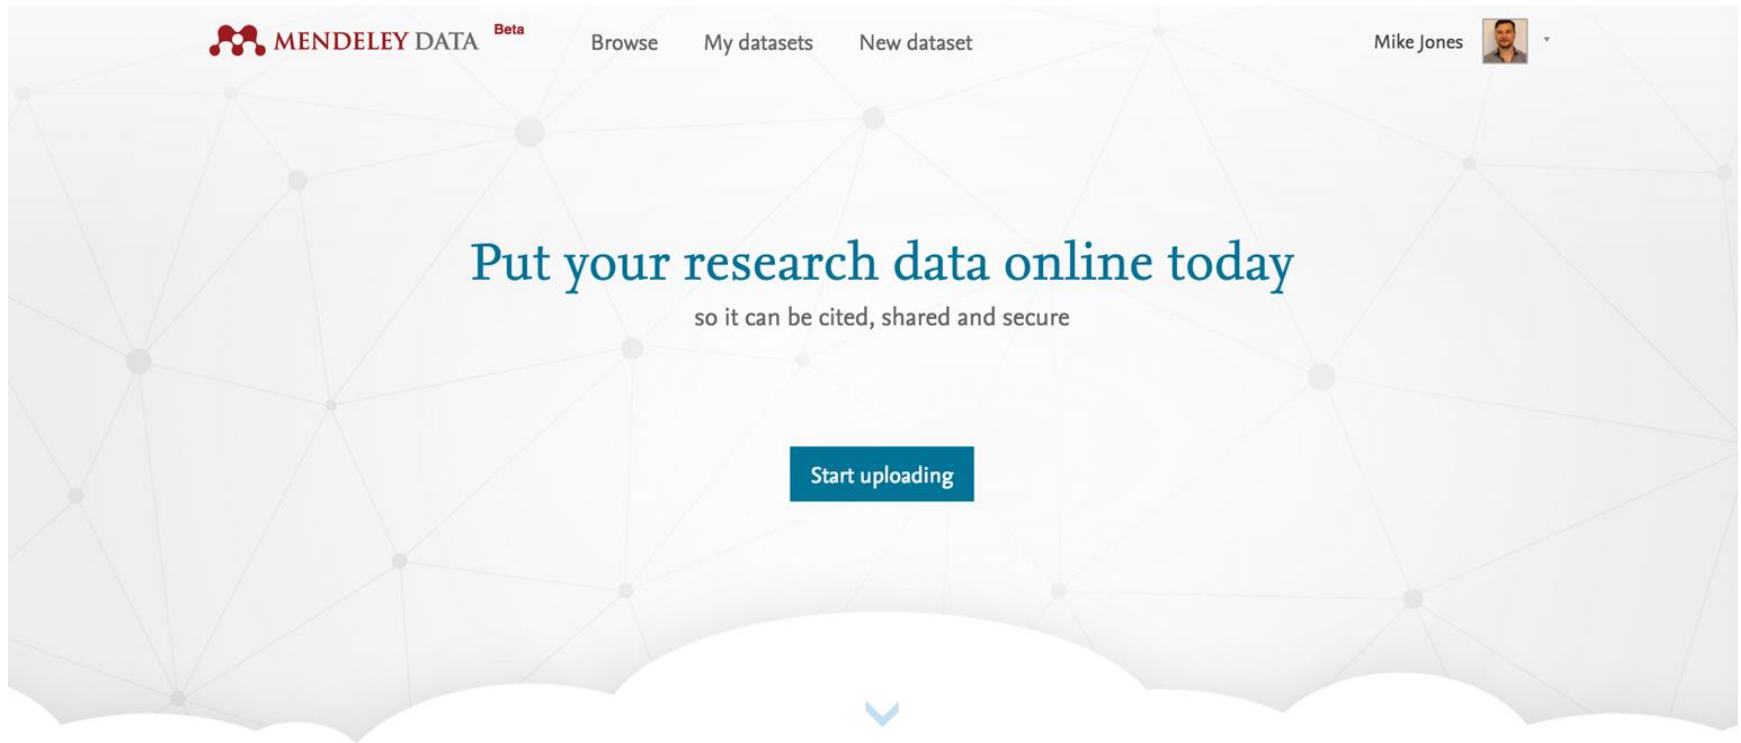 MENDELEY DATA Beta
Browse
My datasets
New dataset
Mike Jones
Put your research data online today
so it can be cited, shared and secure
Start uploading